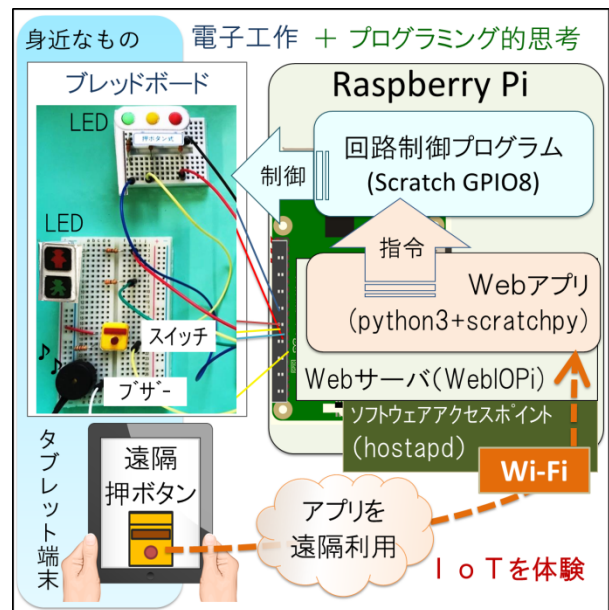 身近なもの
電子工作 + プログラミング的思考
ブレッドボード
LED
押ボタン式
LED
スイッチ
ブザー
♪♪
Raspberry Pi
回路制御プログラム
(Scratch GPIO8)
制御
指令
Webアプリ
(python3+scratchpy)
Webサーバ(WebIOPi)
ソフトウェアアクセスポイント
(hostapd)
Wi-Fi
タブレット端末
遠隔
押ボタン
アプリを
遠隔利用
IoTを体験